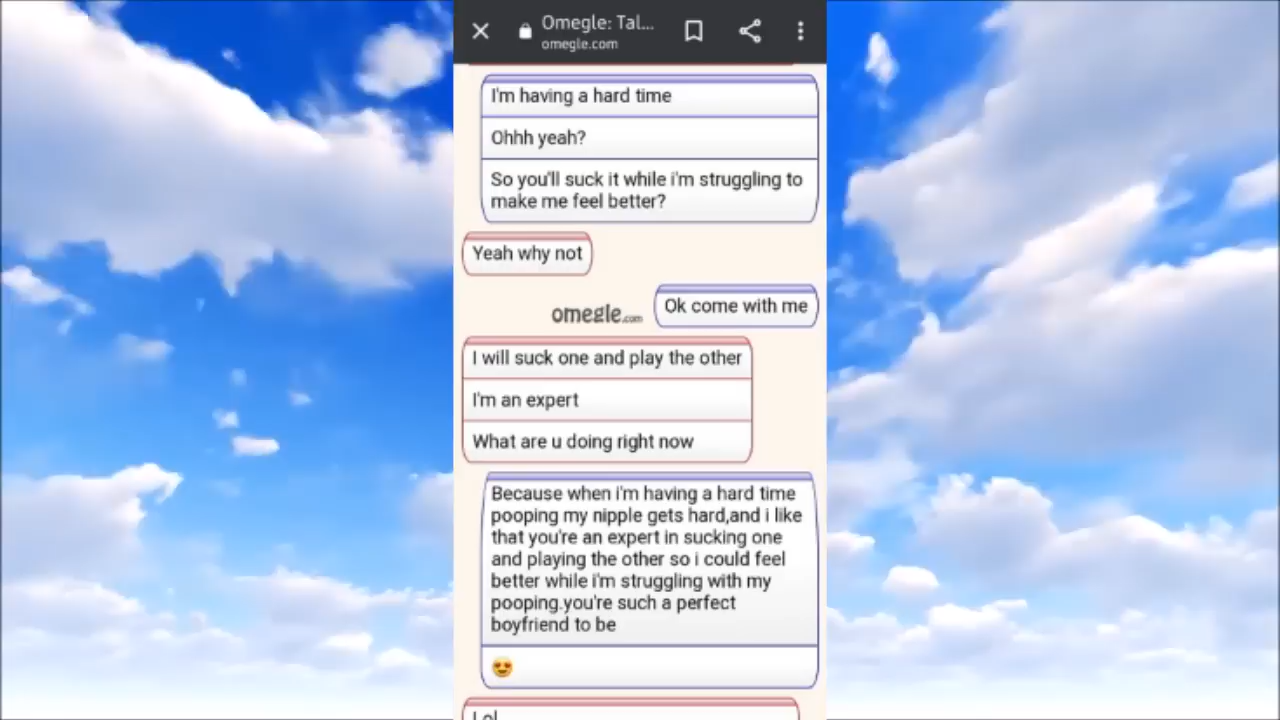 Omegle: Tal...
omegle.com
I'm having a hard time
Ohhh yeah?
So you'll suck it while i'm struggling to
make me feel better?
Yeah why not
Ok come with me
omegle.com
I will suck one and play the other
I'm an expert
What are u doing right now
Because when i'm having a hard time
pooping my nipple gets hard,and i like
that you're an expert in sucking one
and playing the other so i could feel
better while i'm struggling with my
pooping.you're such a perfect
boyfriend to be
😍
Lol